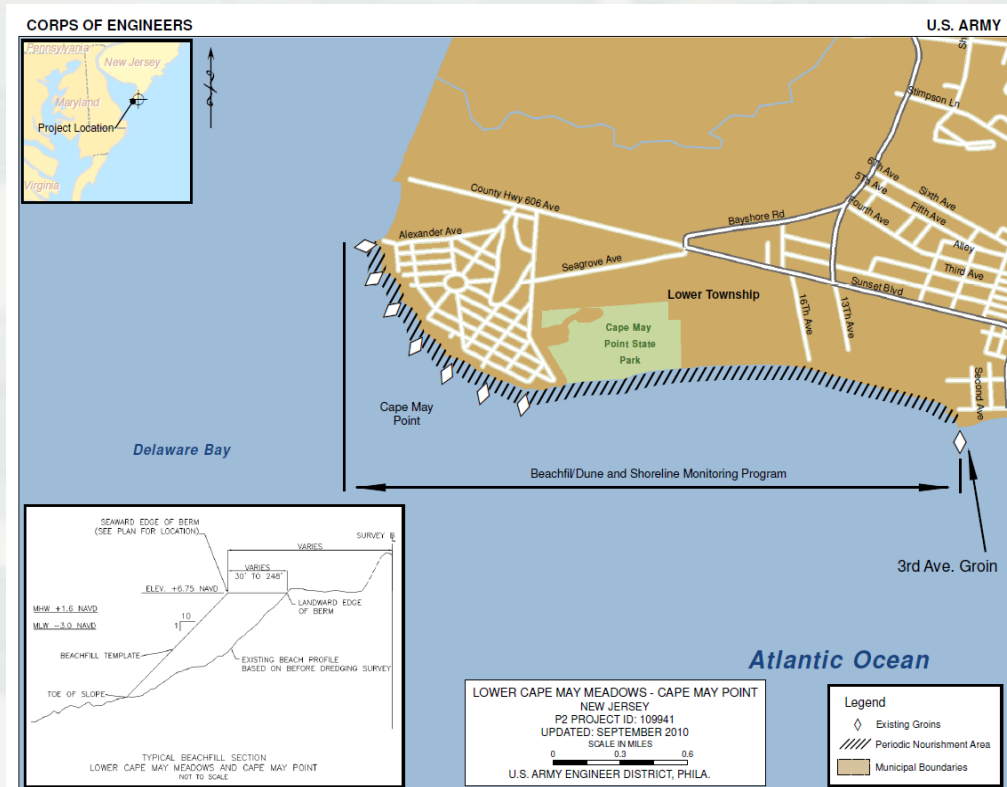 CORPS OF ENGINEERS
U.S. ARMY
Pennsylvania
New Jersey
Maryland
Project Location
Virginia
Stimpson Ln
6Th Ave
5Th Ave
Sixth Ave
Fourth Ave
Fifth Ave
County Hwy 606 Ave
Bayshore Rd
Alexander Ave
Alley
Seagrove Ave
Third Ave
Sunset Blvd
Lower Township
16Th Ave
13Th Ave
Cape May
Point State
Park
Second Ave
Cape May
Point
Delaware Bay
Beachfil/Dune and Shoreline Monitoring Program
3rd Ave. Groin
SEAWARD EDGE OF BERM
(SEE PLAN FOR LOCATION)
SURVEY
VARIES
VARIES
30' TO 248'
ELEV. +6.75 NAVD
LANDWARD EDGE
OF BERM
MHW +1.6 NAVD
MLW -3.0 NAVD
10
1
BEACHFILL TEMPLATE
EXISTING BEACH PROFILE
BASED ON BEFORE DREDGING SURVEY
TOE OF SLOPE
TYPICAL BEACHFILL SECTION
LOWER CAPE MAY MEADOWS AND CAPE MAY POINT
NOT TO SCALE
Atlantic Ocean
LOWER CAPE MAY MEADOWS - CAPE MAY POINT
NEW JERSEY
P2 PROJECT ID: 109941
UPDATED: SEPTEMBER 2010
SCALE IN MILES
0 0.3 0.6
U.S. ARMY ENGINEER DISTRICT, PHILA.
Legend
Existing Groins
Periodic Nourishment Area
Municipal Boundaries